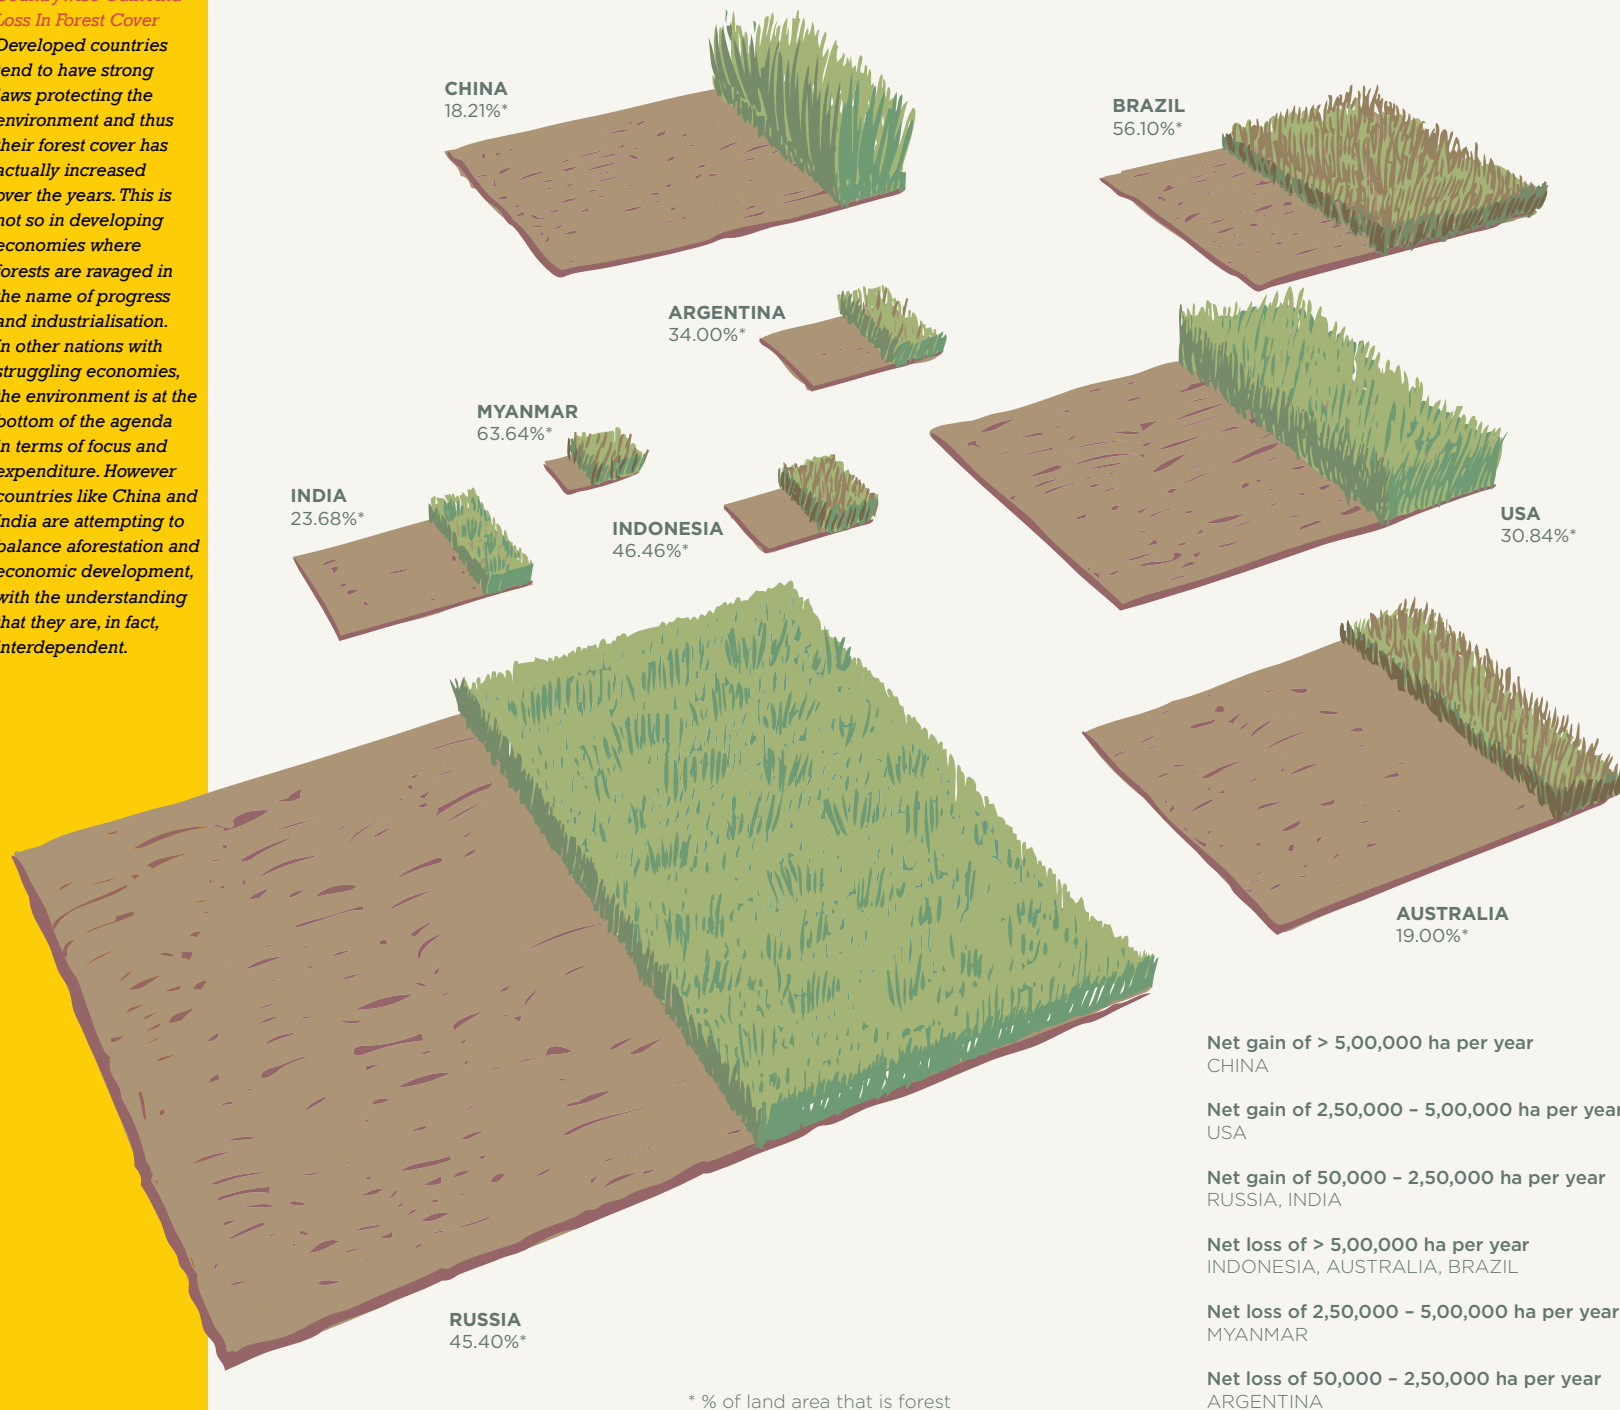 Loss In Forest Cover
Developed countries
tend to have strong
laws protecting the
environment and thus
their forest cover has
actually increased
over the years. This is
not so in developing
economies where
forests are ravaged in
the name of progress
and industrialisation.
In other nations with
struggling economies,
the environment is at the
bottom of the agenda
in terms of focus and
expenditure. However
countries like China and
India are attempting to
balance aforestation and
economic development,
with the understanding
that they are, in fact,
interdependent.
CHINA
18.21%*
BRAZIL
56.10%*
ARGENTINA
34.00%*
MYANMAR
63.64%*
INDIA
23.68%*
INDONESIA
46.46%*
USA
30.84%*
AUSTRALIA
19.00%*
RUSSIA
45.40%*
Net gain of > 5,00,000 ha per year
CHINA
Net gain of 2,50,000 – 5,00,000 ha per year
USA
Net gain of 50,000 – 2,50,000 ha per year
RUSSIA, INDIA
Net loss of > 5,00,000 ha per year
INDONESIA, AUSTRALIA, BRAZIL
Net loss of 2,50,000 – 5,00,000 ha per year
MYANMAR
Net loss of 50,000 – 2,50,000 ha per year
ARGENTINA
* % of land area that is forest